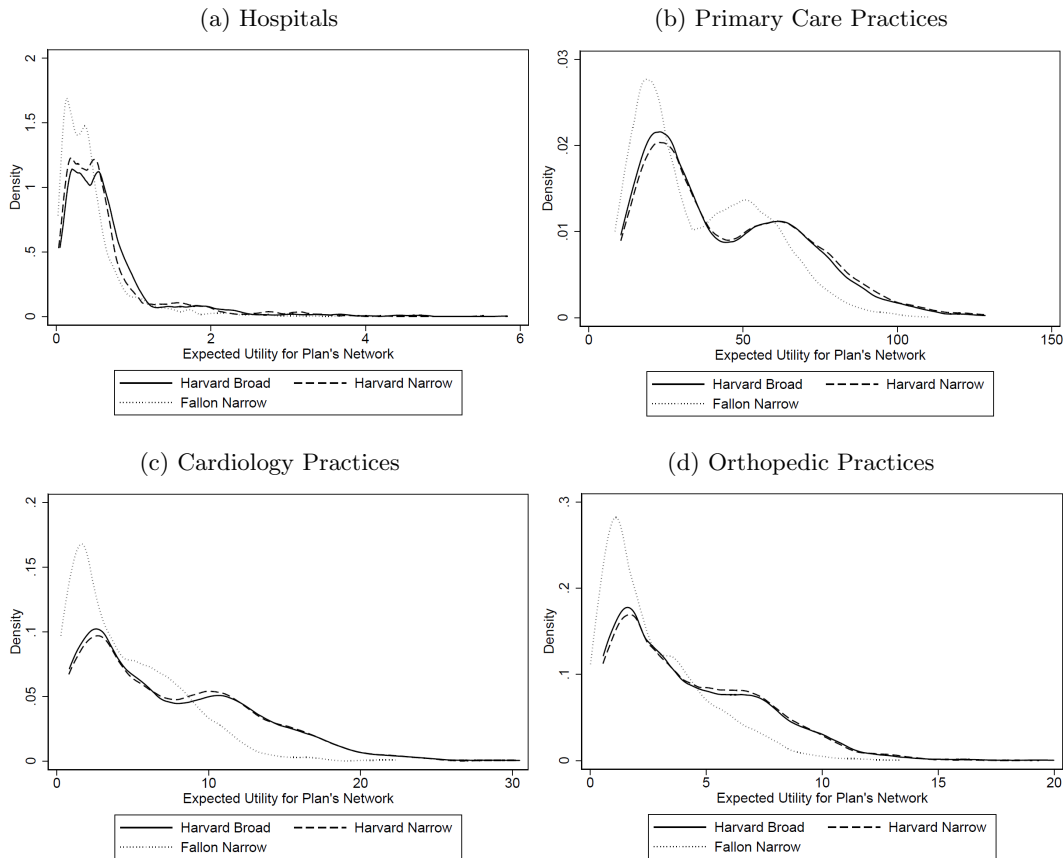 (a) Hospitals
2
1.5
1
.5
0
Density
0 2 4 6
Expected Utility for Plan's Network
Harvard Broad Harvard Narrow
Fallon Narrow
(b) Primary Care Practices
.03
.02
.01
0
Density
0 50 100 150
Expected Utility for Plan's Network
Harvard Broad Harvard Narrow
Fallon Narrow
(c) Cardiology Practices
.2
.15
.1
.05
0
Density
0 10 20 30
Expected Utility for Plan's Network
Harvard Broad Harvard Narrow
Fallon Narrow
(d) Orthopedic Practices
.3
.2
.1
0
Density
0 5 10 15 20
Expected Utility for Plan's Network
Harvard Broad Harvard Narrow
Fallon Narrow